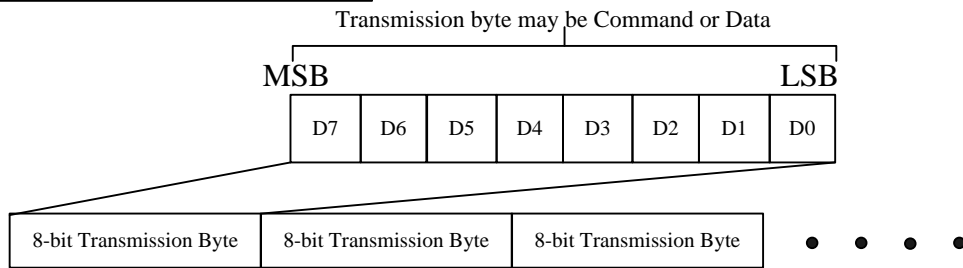 Transmission byte may be Command or Data
MSB LSB
D7 D6 D5 D4 D3 D2 D1 D0
8-bit Transmission Byte 8-bit Transmission Byte 8-bit Transmission Byte